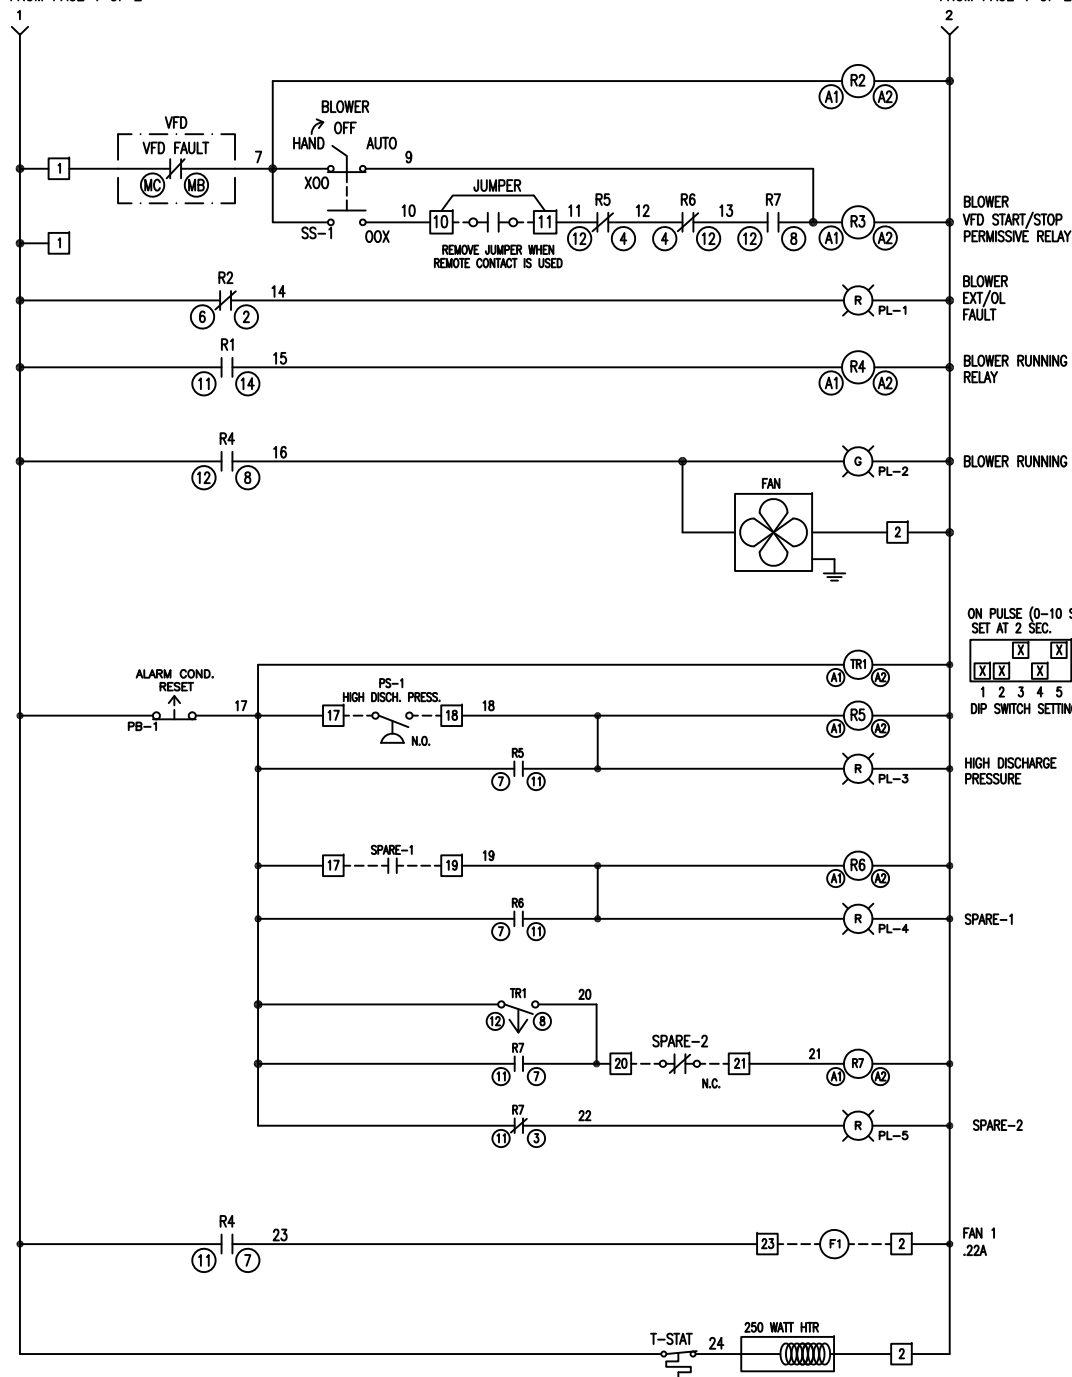 1
2
R2
A1 A2
BLOWER
VFD
OFF
VFD FAULT
HAND
AUTO
7
9
1
MC MB
X00
JUMPER
10
10
11
11
R5
12
R6
13
R7
R3
SS-1
00X
12 4
4 12
12 8
A1 A2
BLOWER
VFD START/STOP
PERMISSIVE RELAY
1
REMOVE JUMPER WHEN
REMOTE CONTACT IS USED
R2
14
6 2
R
PL-1
BLOWER
EXT/OL
FAULT
R1
15
11 14
R4
A1 A2
BLOWER RUNNING
RELAY
R4
16
12 8
G
PL-2
BLOWER RUNNING
FAN
2
ON PULSE (0-10 S
SET AT 2 SEC.
X X
X X X
1 2 3 4 5
DIP SWITCH SETTING
TR1
A1 A2
ALARM COND.
RESET
PB-1
17
PS-1
HIGH DISCH. PRESS.
17
18
18
N.O.
R5
A1 A2
R5
7 11
R
PL-3
HIGH DISCHARGE
PRESSURE
SPARE-1
17
19
19
R6
A1 A2
R6
7 11
R
PL-4
SPARE-1
TR1
20
12 8
R7
11 7
20
SPARE-2
21
N.C.
21
R7
A1 A2
R7
22
11 3
R
PL-5
SPARE-2
R4
23
11 7
23
F1
2
FAN 1
.22A
T-STAT
24
250 WATT HTR
2